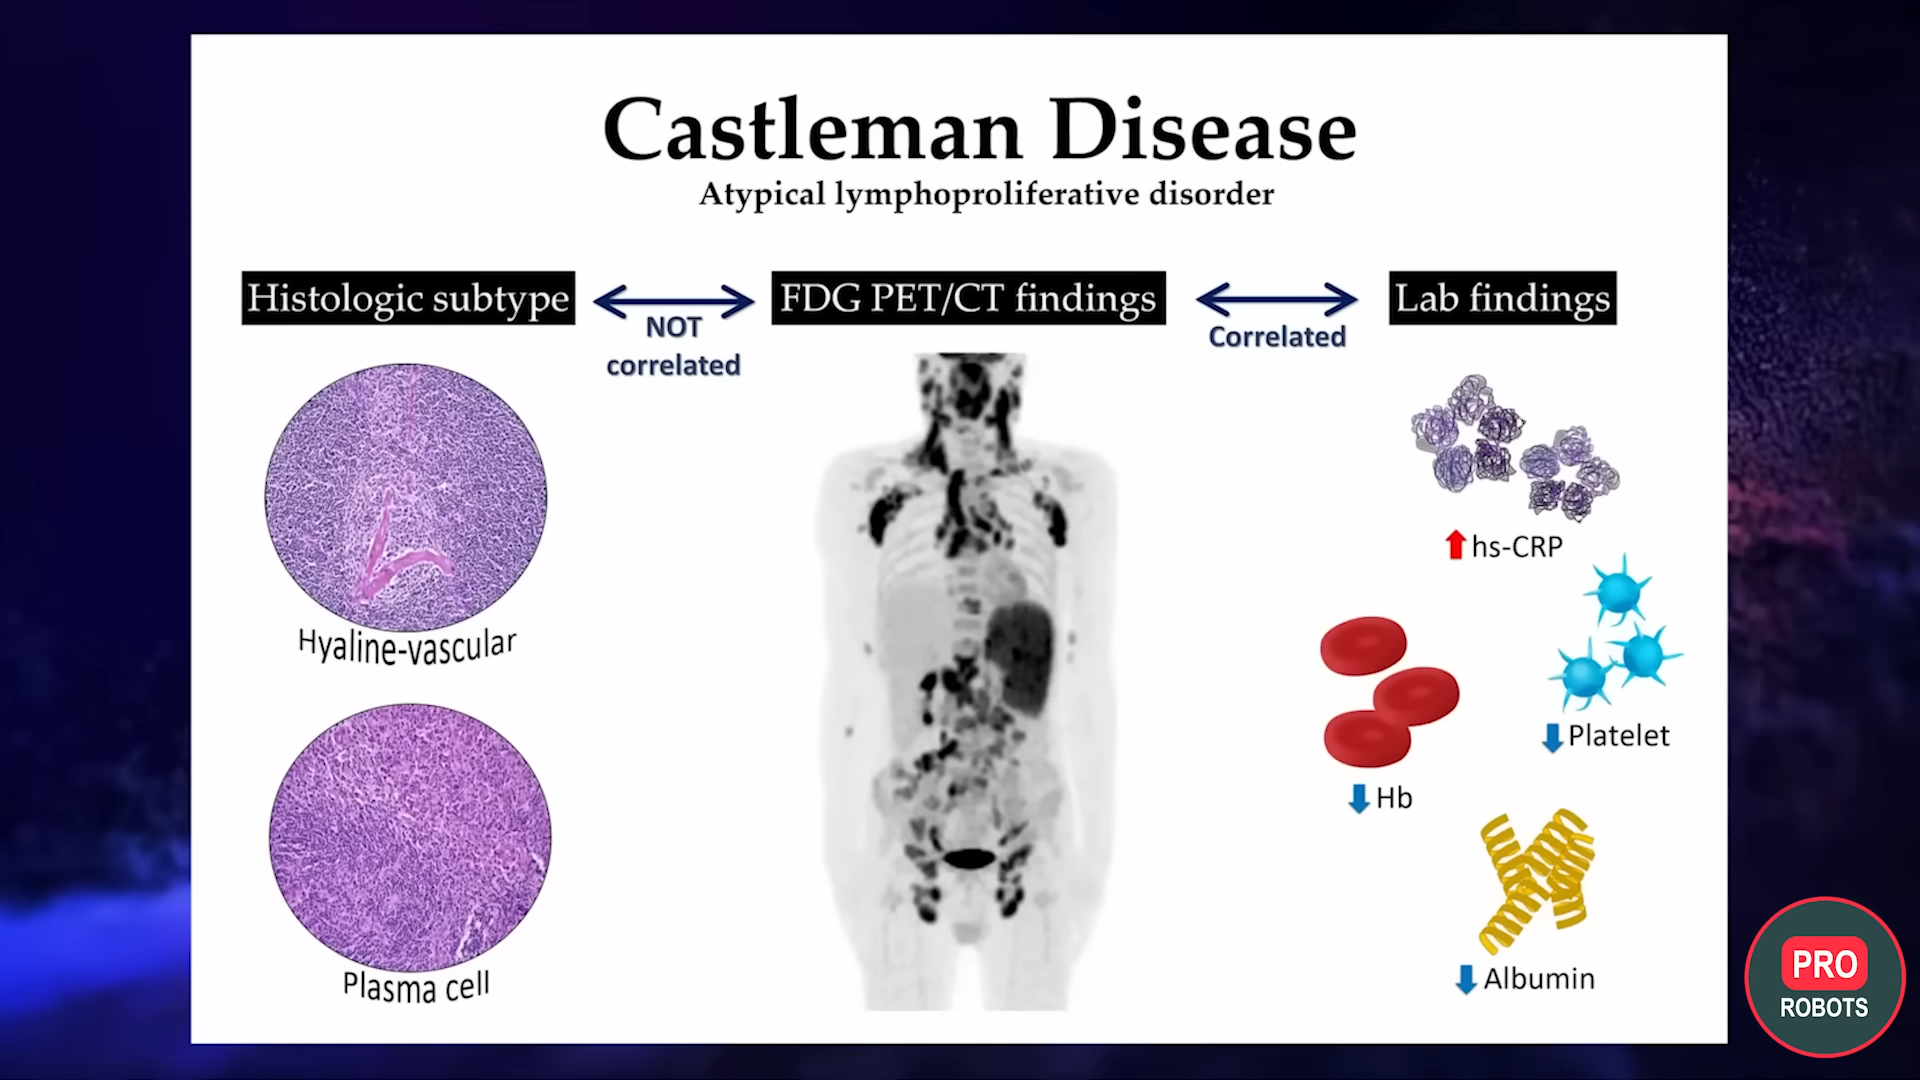 Castleman Disease
Atypical lymphoproliferative disorder
Histologic subtype
NOT
correlated
FDG PET/CT findings
Correlated
Lab findings
Hyaline-vascular
Plasma cell
hs-CRP
Platelet
Hb
Albumin
PRO
ROBOTS